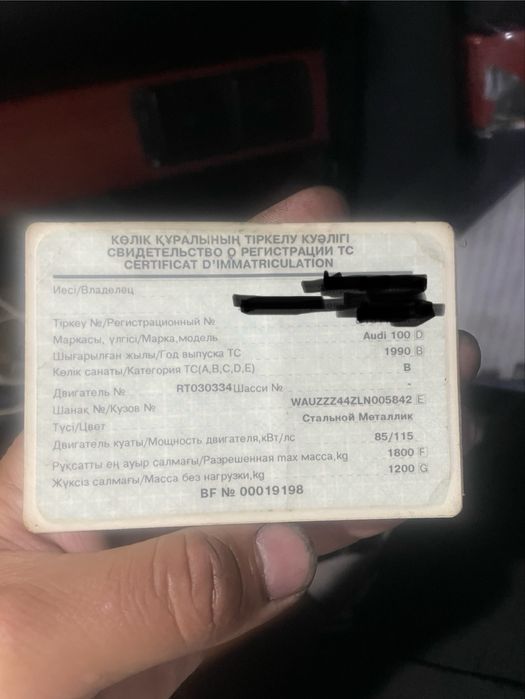 КӨЛІК ҚҰРАЛЫНЫҢ ТІРКЕЛУ КУӘЛІГІ
СВИДЕТЕЛЬСТВО О РЕГИСТРАЦИИ ТС
CERTIFICAT D'IMMATRICULATION
Иесі/Владелец
Тіркеу №/Регистрационный №
Маркасы, үлгісі/Марка,модель Audi 100 D
Шығарылған жылы/Год выпуска ТС 1990 B
Көлік санаты/Категория ТС(A,B,C,D,E) B
Двигатель № RT030334 Шасси № -
Шанақ №/Кузов № WAUZZZ44ZLN005842 E
Түсі/Цвет Стальной Металлик
Двигатель куаты/Мощность двигателя,кВт/лс 85/115
Рұқсатты ең ауыр салмағы/Разрешенная max масса,kg 1800 F
Жүксіз салмағы/Масса без нагрузки,kg 1200 G
BF № 00019198